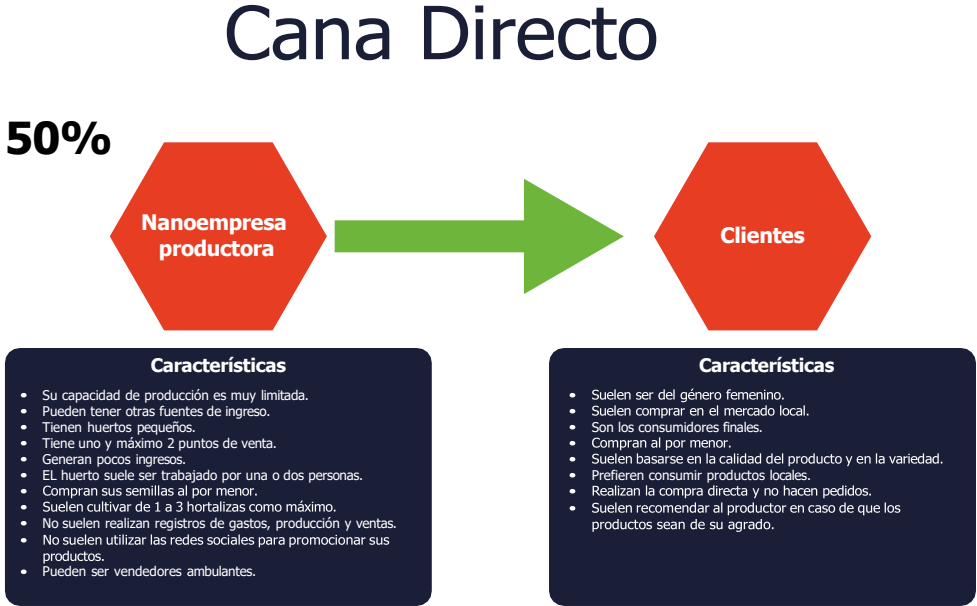 Cana Directo
50%
Nanoempresa
productora
Clientes
Características
• Su capacidad de producción es muy limitada.
• Pueden tener otras fuentes de ingreso.
• Tienen huertos pequeños.
• Tiene uno y máximo 2 puntos de venta.
• Generan pocos ingresos.
• EL huerto suele ser trabajado por una o dos personas.
• Compran sus semillas al por menor.
• Suelen cultivar de 1 a 3 hortalizas como máximo.
• No suelen realizan registros de gastos, producción y ventas.
• No suelen utilizar las redes sociales para promocionar sus
productos.
• Pueden ser vendedores ambulantes.
Características
• Suelen ser del género femenino.
• Suelen comprar en el mercado local.
• Son los consumidores finales.
• Compran al por menor.
• Suelen basarse en la calidad del producto y en la variedad.
• Prefieren consumir productos locales.
• Realizan la compra directa y no hacen pedidos.
• Suelen recomendar al productor en caso de que los
productos sean de su agrado.